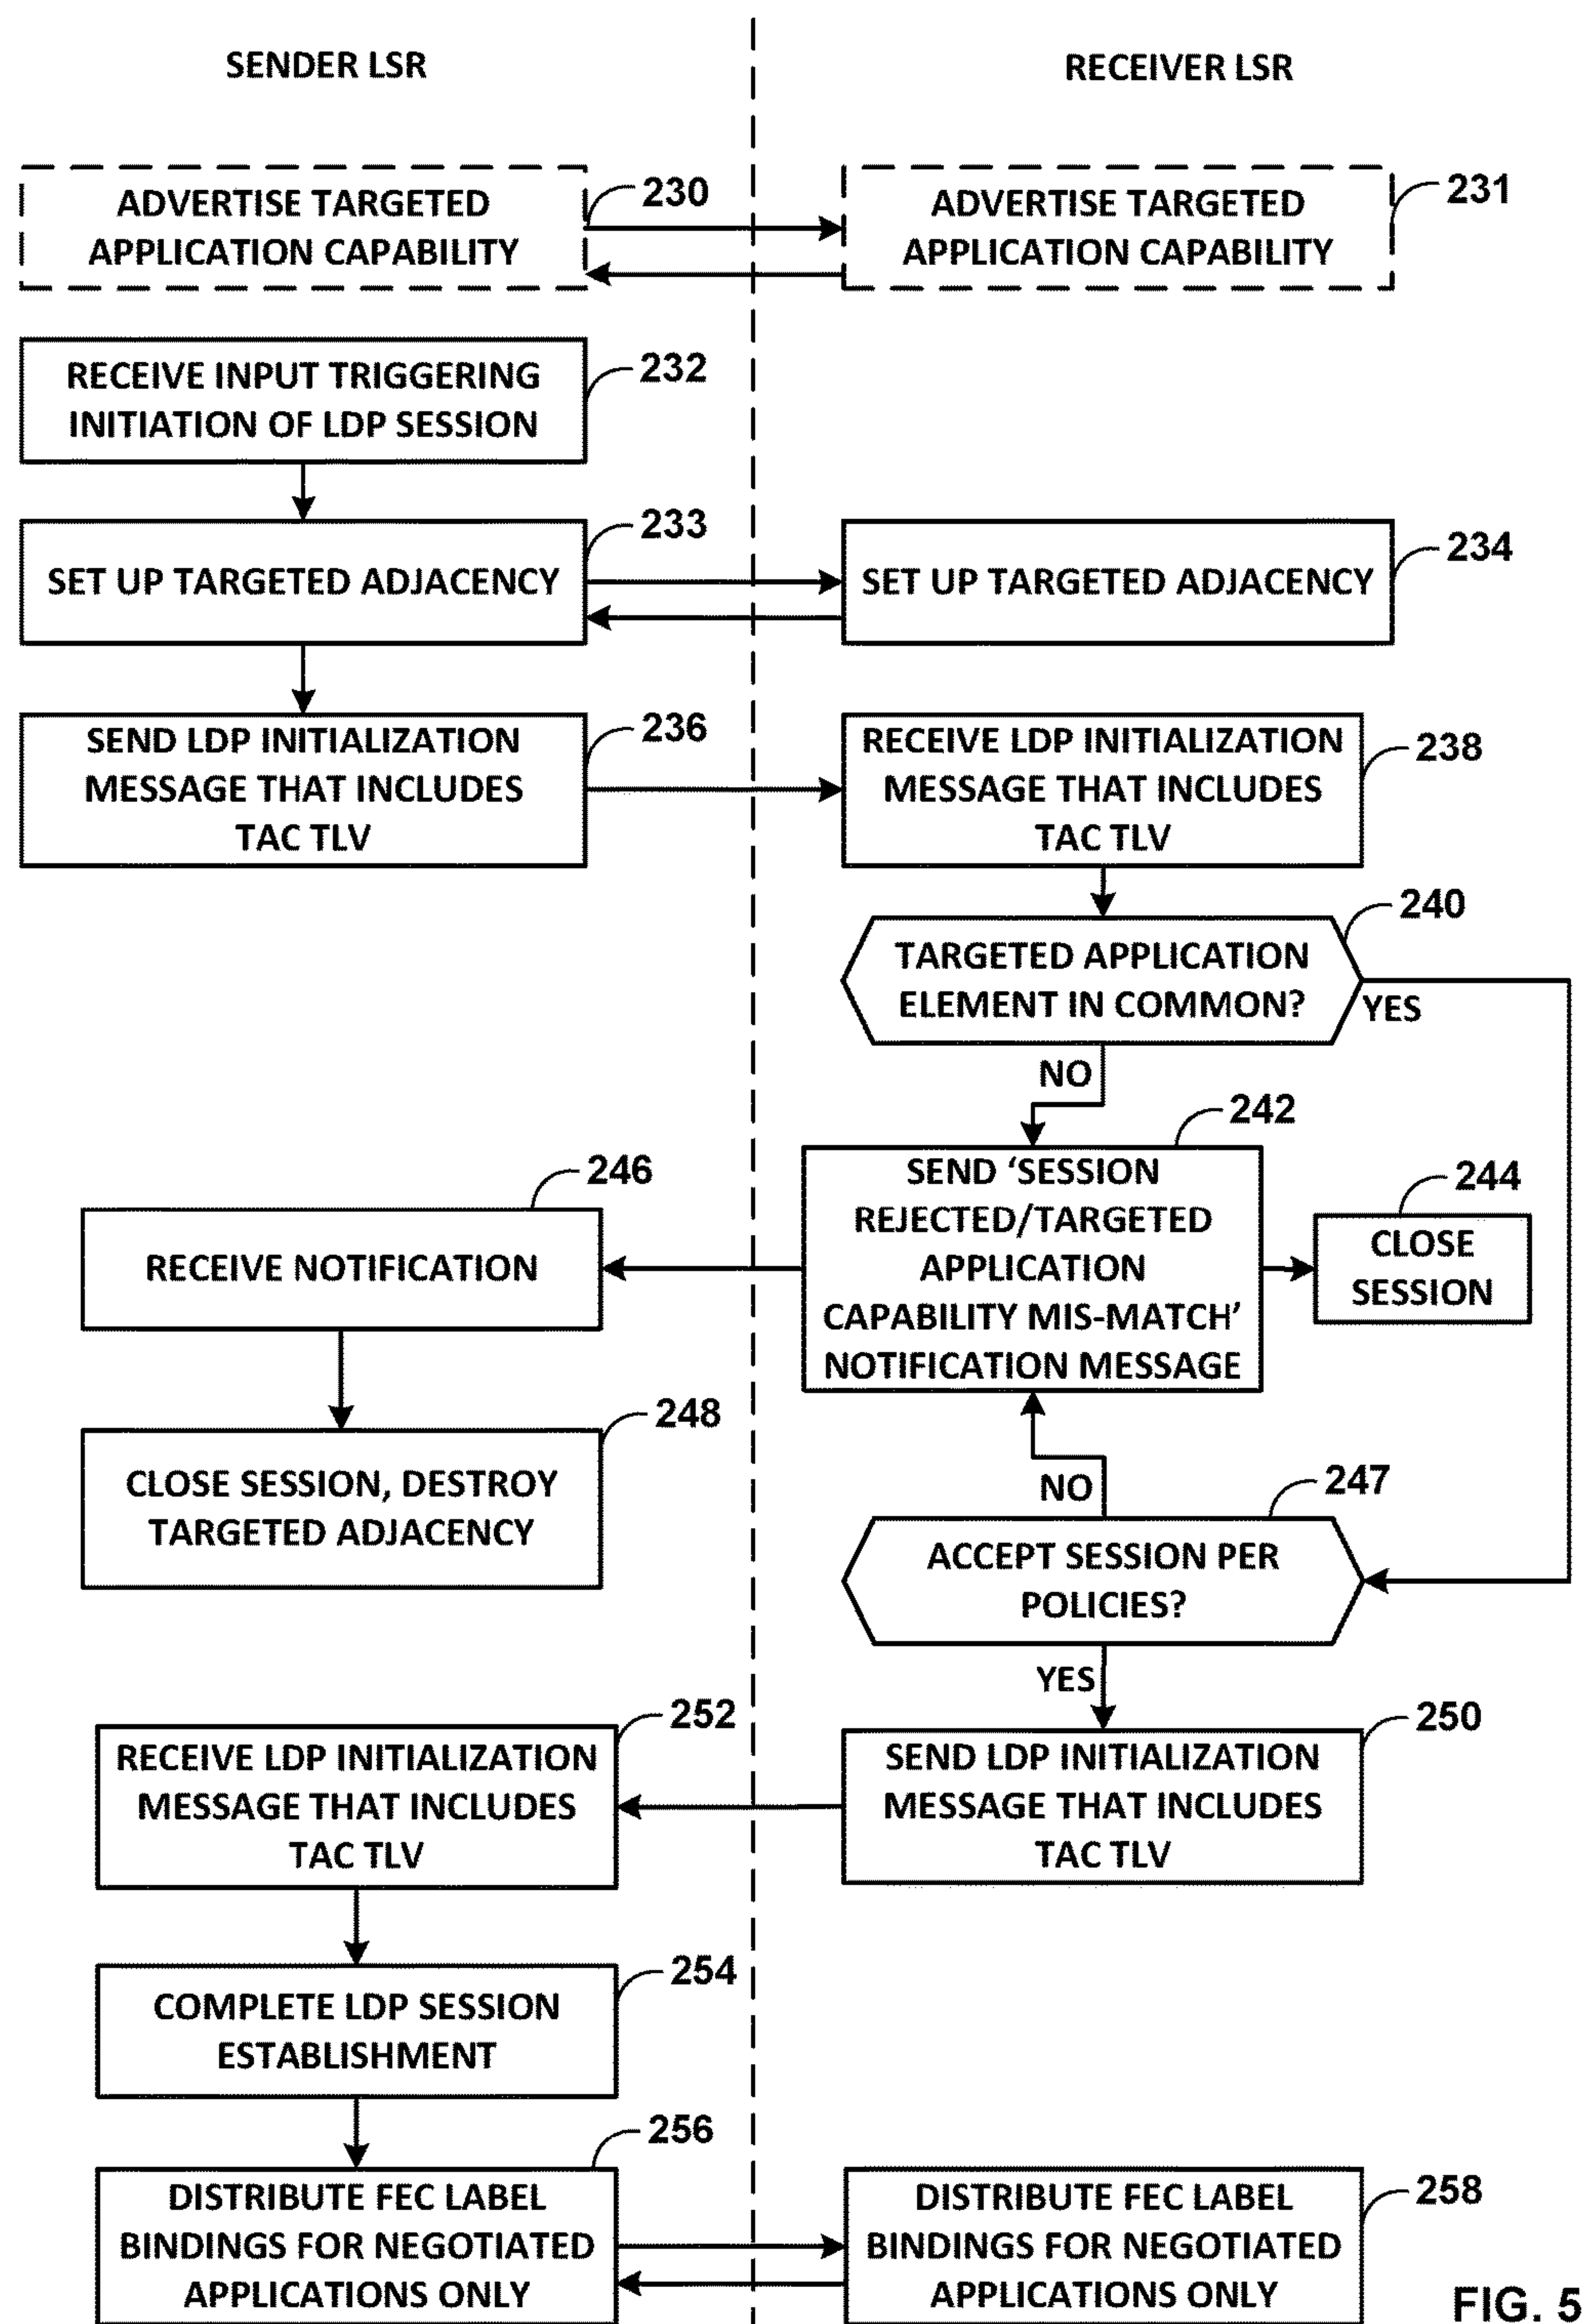 SENDER LSR
RECEIVER LSR
ADVERTISE TARGETED
APPLICATION CAPABILITY
230
ADVERTISE TARGETED
APPLICATION CAPABILITY
231
RECEIVE INPUT TRIGGERING
INITIATION OF LDP SESSION
232
SET UP TARGETED ADJACENCY
233
SET UP TARGETED ADJACENCY
234
SEND LDP INITIALIZATION
MESSAGE THAT INCLUDES
TAC TLV
236
RECEIVE LDP INITIALIZATION
MESSAGE THAT INCLUDES
TAC TLV
238
TARGETED APPLICATION
ELEMENT IN COMMON?
240
YES
NO
SEND ‘SESSION
REJECTED/TARGETED
APPLICATION
CAPABILITY MIS-MATCH’
NOTIFICATION MESSAGE
242
CLOSE
SESSION
244
RECEIVE NOTIFICATION
246
CLOSE SESSION, DESTROY
TARGETED ADJACENCY
248
NO
ACCEPT SESSION PER
POLICIES?
247
YES
SEND LDP INITIALIZATION
MESSAGE THAT INCLUDES
TAC TLV
250
RECEIVE LDP INITIALIZATION
MESSAGE THAT INCLUDES
TAC TLV
252
COMPLETE LDP SESSION
ESTABLISHMENT
254
DISTRIBUTE FEC LABEL
BINDINGS FOR NEGOTIATED
APPLICATIONS ONLY
256
DISTRIBUTE FEC LABEL
BINDINGS FOR NEGOTIATED
APPLICATIONS ONLY
258
FIG. 5